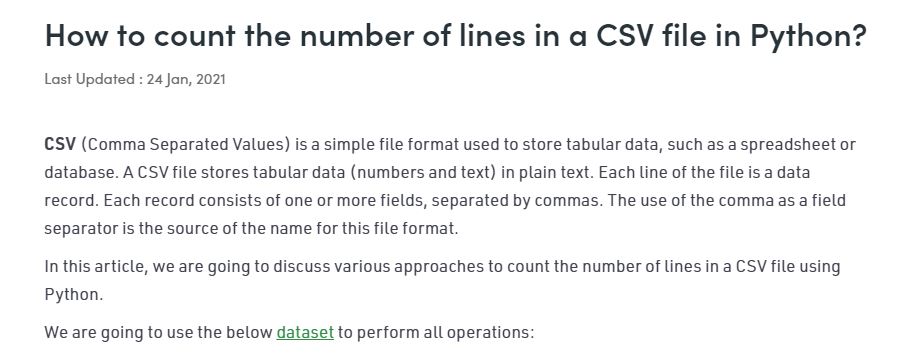 How to count the number of lines in a CSV file in Python?
Last Updated : 24 Jan, 2021
CSV (Comma Separated Values) is a simple file format used to store tabular data, such as a spreadsheet or
database. A CSV file stores tabular data (numbers and text) in plain text. Each line of the file is a data
record. Each record consists of one or more fields, separated by commas. The use of the comma as a field
separator is the source of the name for this file format.
In this article, we are going to discuss various approaches to count the number of lines in a CSV file using
Python.
We are going to use the below dataset to perform all operations: